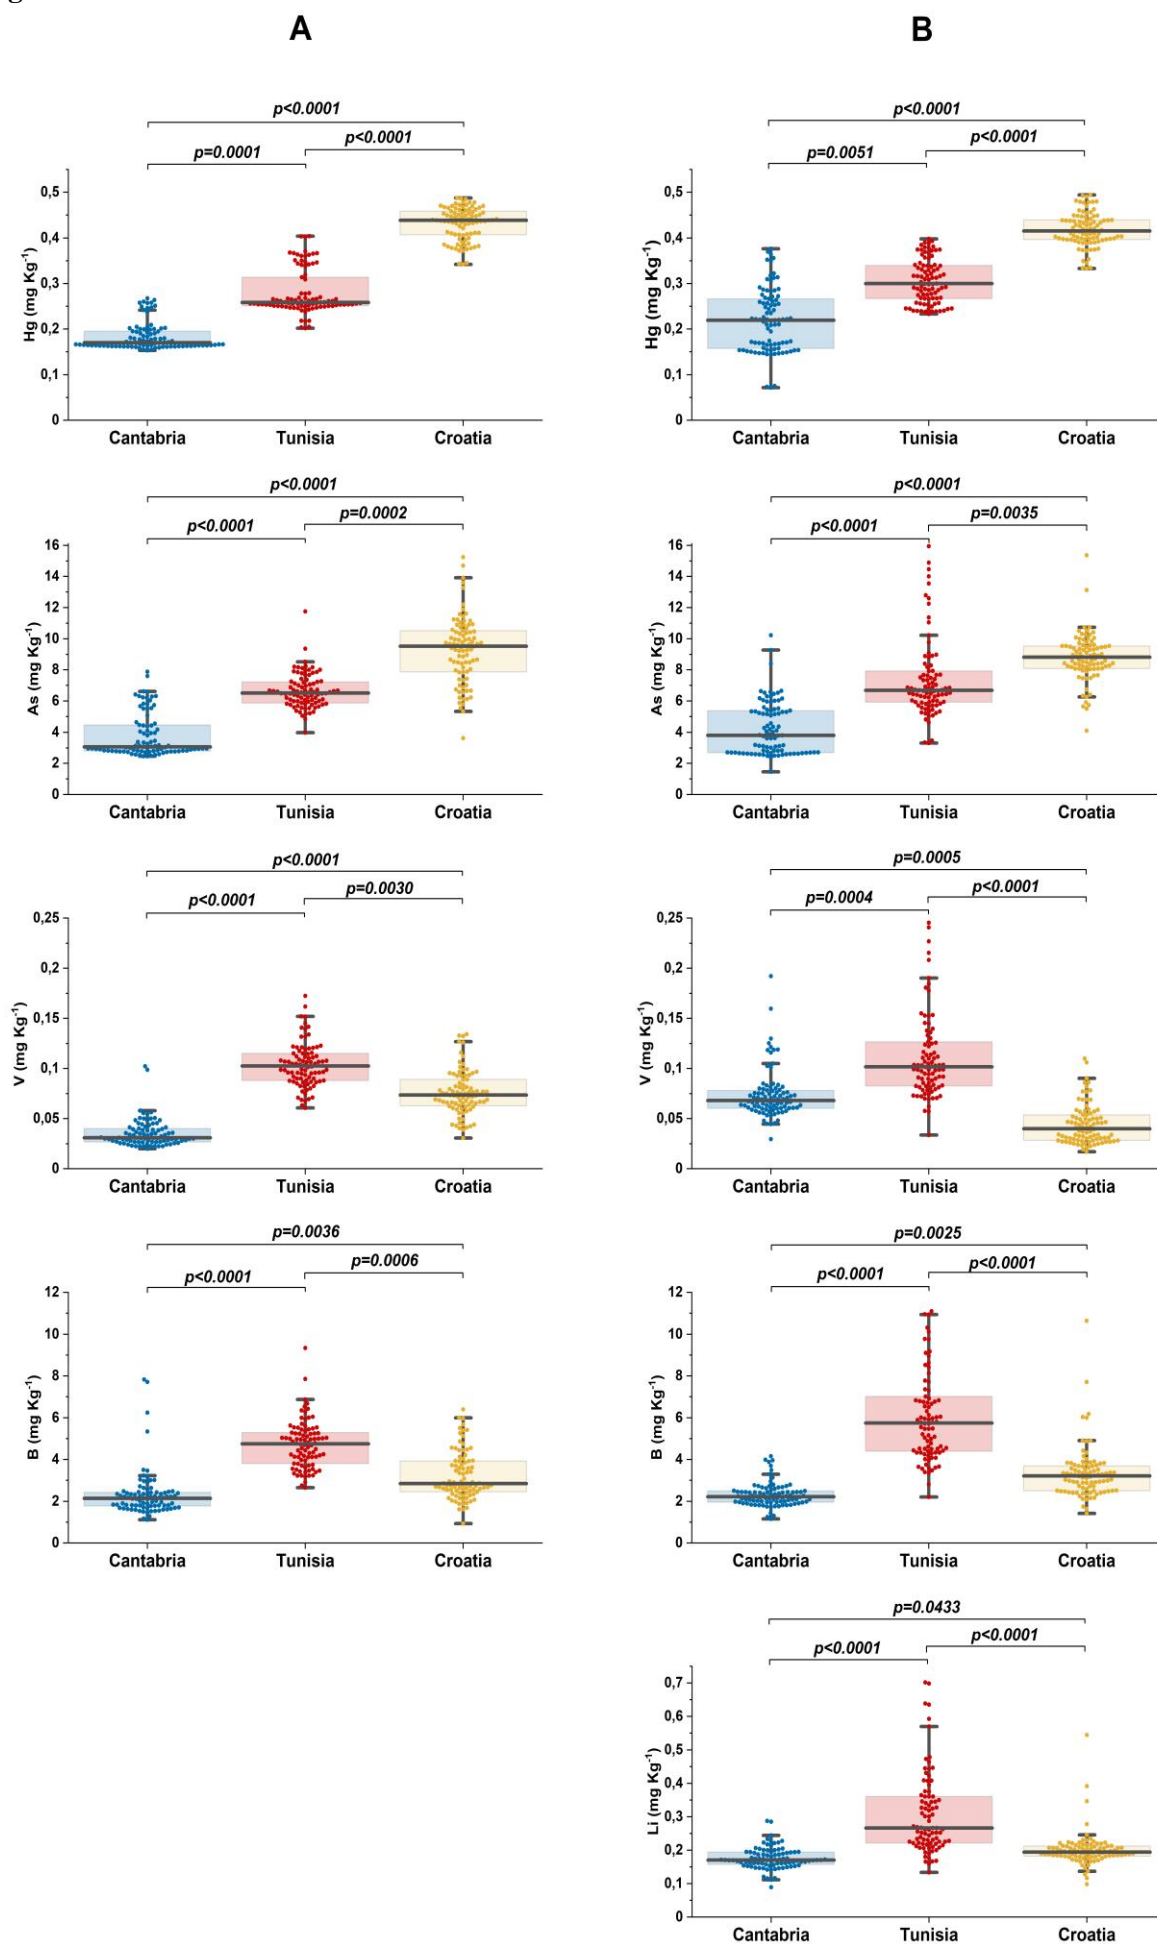 A
B
p<0.0001
p<0.0001
p=0.0001
Hg (mg Kg-1)
0,5
0,4
0,3
0,2
0,1
0
Cantabria Tunisia Croatia
p<0.0001
p<0.0001
p=0.0051
Hg (mg Kg-1)
0,5
0,4
0,3
0,2
0,1
0
Cantabria Tunisia Croatia
p<0.0001
p=0.0002
p<0.0001
As (mg Kg-1)
16
14
12
10
8
6
4
2
0
Cantabria Tunisia Croatia
p<0.0001
p=0.0035
p<0.0001
As (mg Kg-1)
16
14
12
10
8
6
4
2
0
Cantabria Tunisia Croatia
p<0.0001
p=0.0030
p<0.0001
V (mg Kg-1)
0,25
0,2
0,15
0,1
0,05
0
Cantabria Tunisia Croatia
p=0.0005
p<0.0001
p=0.0004
V (mg Kg-1)
0,25
0,2
0,15
0,1
0,05
0
Cantabria Tunisia Croatia
p=0.0036
p=0.0006
p<0.0001
B (mg Kg-1)
12
10
8
6
4
2
0
Cantabria Tunisia Croatia
p=0.0025
p<0.0001
p<0.0001
B (mg Kg-1)
12
10
8
6
4
2
0
Cantabria Tunisia Croatia
p=0.0433
p<0.0001
p<0.0001
Li (mg Kg-1)
0,7
0,6
0,5
0,4
0,3
0,2
0,1
0
Cantabria Tunisia Croatia